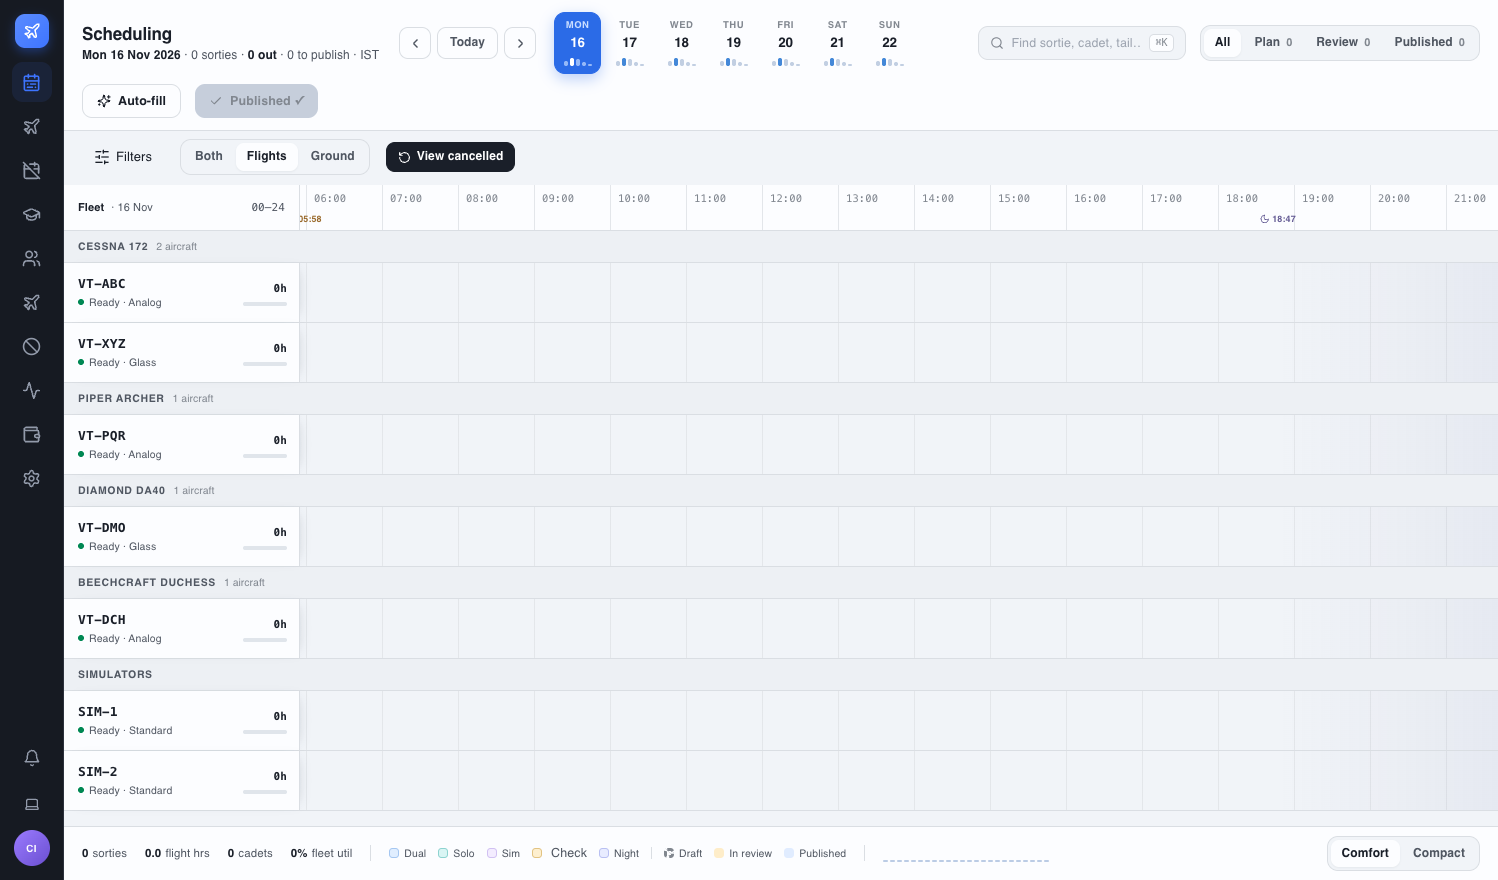 Scheduling
Mon 16 Nov 2026 · 0 sorties · 0 out · 0 to publish · IST
Today
MON 16
TUE 17
WED 18
THU 19
FRI 20
SAT 21
SUN 22
Find sortie, cadet, tail.. ⌘K
All Plan 0 Review 0 Published 0
Auto-fill
Published ✓
Filters
Both Flights Ground
View cancelled
Fleet · 16 Nov 00–24
06:00 07:00 08:00 09:00 10:00 11:00 12:00 13:00 14:00 15:00 16:00 17:00 18:00 19:00 20:00 21:00
05:58 18:47
CESSNA 172 2 aircraft
VT-ABC 0h
Ready · Analog
VT-XYZ 0h
Ready · Glass
PIPER ARCHER 1 aircraft
VT-PQR 0h
Ready · Analog
DIAMOND DA40 1 aircraft
VT-DMO 0h
Ready · Glass
BEECHCRAFT DUCHESS 1 aircraft
VT-DCH 0h
Ready · Analog
SIMULATORS
SIM-1 0h
Ready · Standard
SIM-2 0h
Ready · Standard
CI
0 sorties 0.0 flight hrs 0 cadets 0% fleet util Dual Solo Sim Check Night Draft In review Published
Comfort Compact